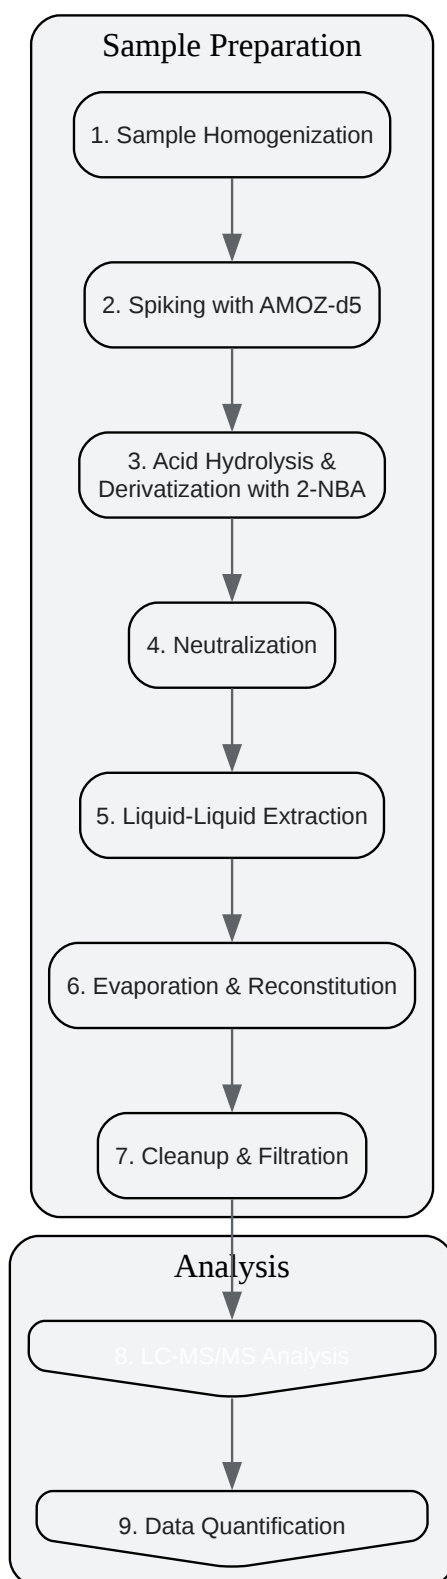 Sample Preparation
1. Sample Homogenization
2. Spiking with AMOZ-d5
3. Acid Hydrolysis &
Derivatization with 2-NBA
4. Neutralization
5. Liquid-Liquid Extraction
6. Evaporation & Reconstitution
7. Cleanup & Filtration
Analysis
8. LC-MS/MS Analysis
9. Data Quantification